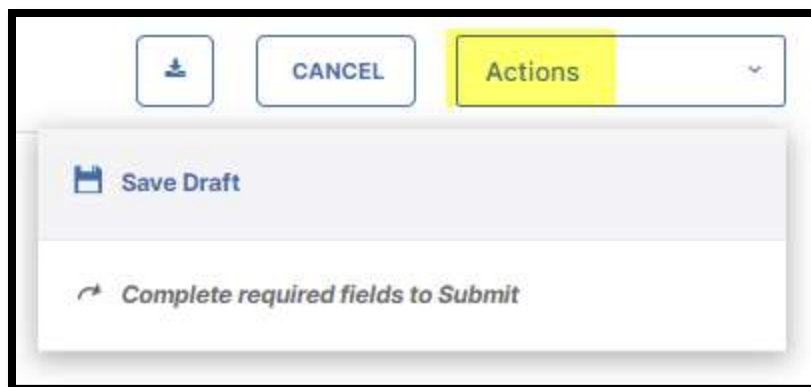 CANCEL Actions
Save Draft
Complete required fields to Submit